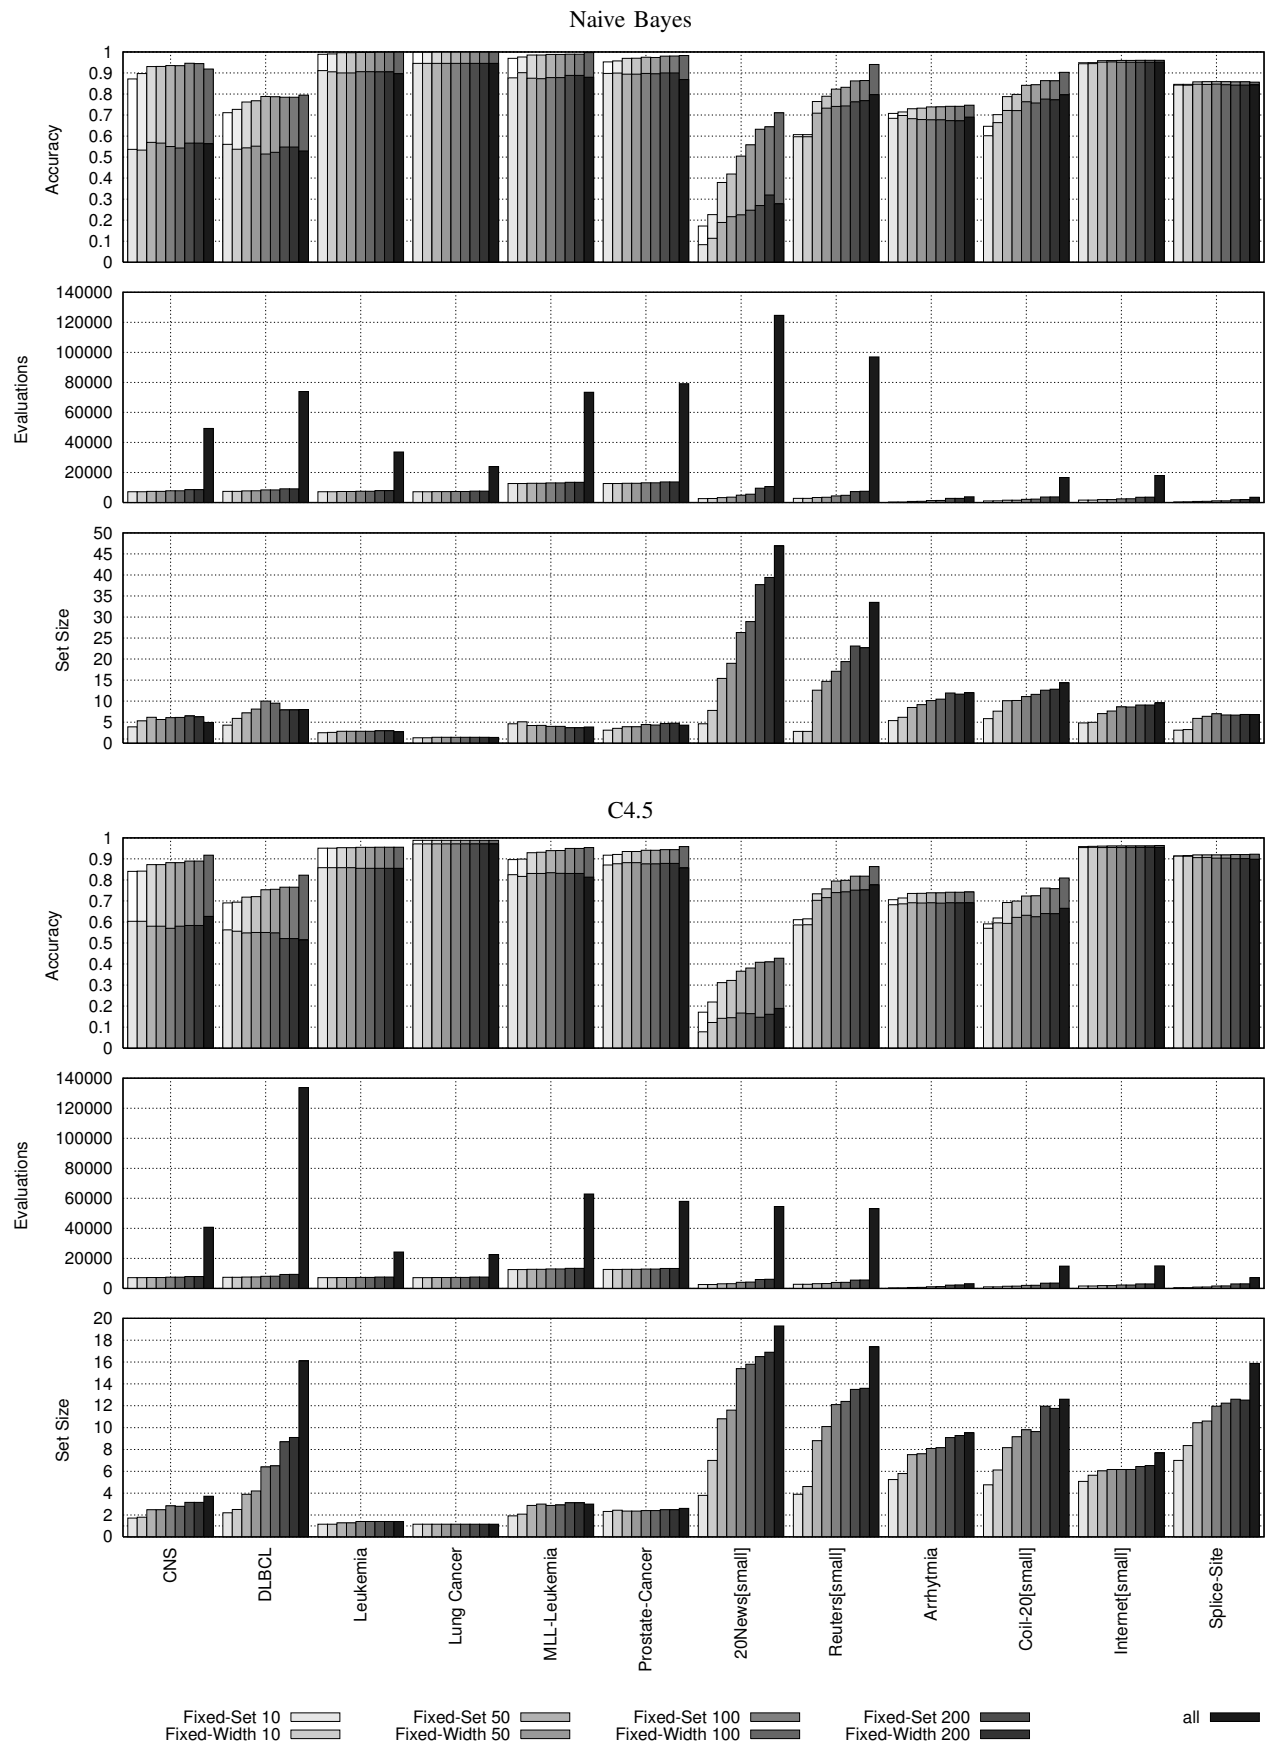 Naive Bayes
1
0.9
0.8
0.7
0.6
0.5
0.4
0.3
0.2
0.1
0
Accuracy
140000
120000
100000
80000
60000
40000
20000
0
Evaluations
50
45
40
35
30
25
20
15
10
5
0
Set Size
C4.5
1
0.9
0.8
0.7
0.6
0.5
0.4
0.3
0.2
0.1
0
Accuracy
140000
120000
100000
80000
60000
40000
20000
0
Evaluations
20
18
16
14
12
10
8
6
4
2
0
Set Size
CNS
DLBCL
Leukemia
Lung Cancer
MLL-Leukemia
Prostate-Cancer
20News[small]
Reuters[small]
Arrhytmia
Coil-20[small]
Internet[small]
Splice-Site
Fixed-Set 10
Fixed-Width 10
Fixed-Set 50
Fixed-Width 50
Fixed-Set 100
Fixed-Width 100
Fixed-Set 200
Fixed-Width 200
all